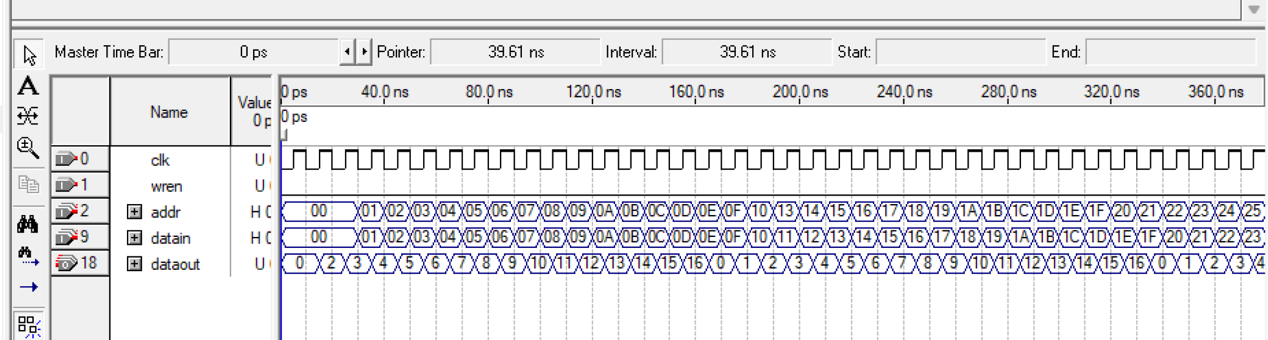 Master Time Bar: 0 ps Pointer: 39.61 ns Interval: 39.61 ns Start: End:
A
Name Value 0 p
0 ps 40.0 ns 80.0 ns 120.0 ns 160.0 ns 200.0 ns 240.0 ns 280.0 ns 320.0 ns 360.0 ns
0 ps
0 clk U
1 wren U
2 addr H 00 01 02 03 04 05 06 07 08 09 0A 0B 0C 0D 0E 0F 10 13 14 15 16 17 18 19 1A 1B 1C 1D 1E 1F 20 21 22 23 24 25
9 datain H 00 01 02 03 04 05 06 07 08 09 0A 0B 0C 0D 0E 0F 10 11 12 13 14 15 16 17 18 19 1A 1B 1C 1D 1E 1F 20 21 22 23
18 dataout U 0 2 3 4 5 6 7 8 9 10 11 12 13 14 15 16 0 1 2 3 4 5 6 7 8 9 10 11 12 13 14 15 16 0 1 2 3 4